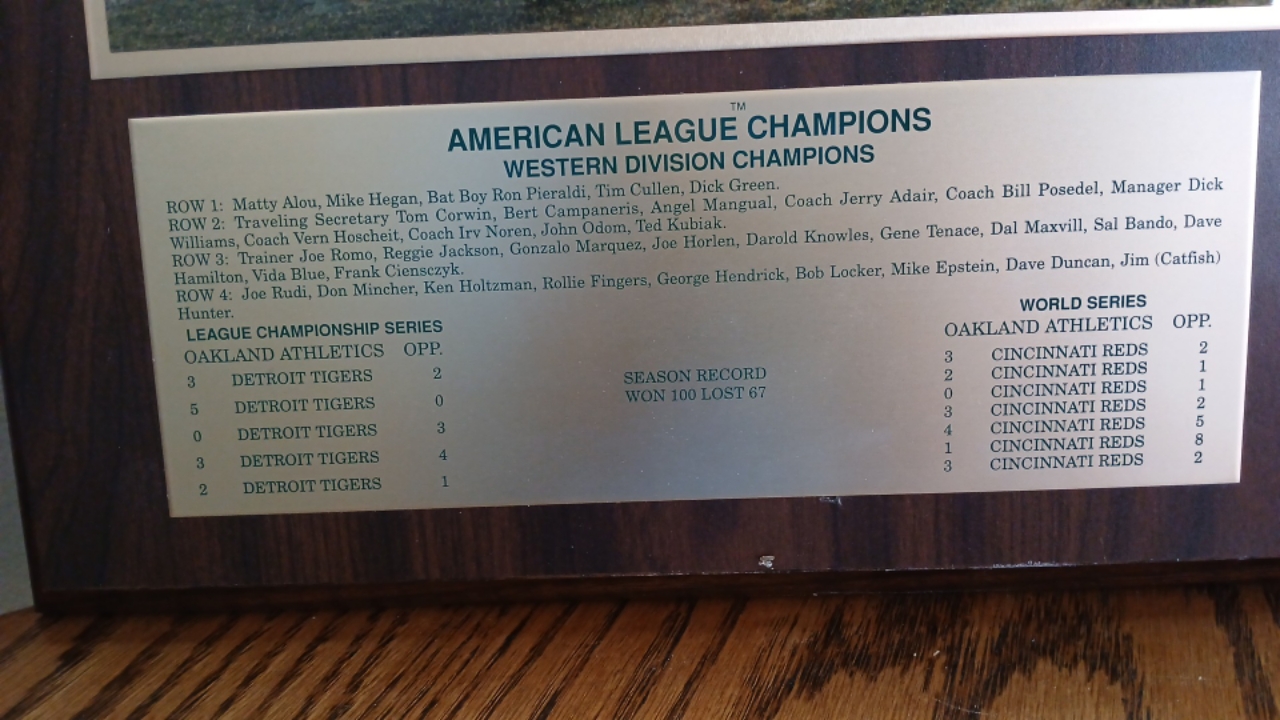 TM
AMERICAN LEAGUE CHAMPIONS
WESTERN DIVISION CHAMPIONS
ROW 1: Matty Alou, Mike Hegan, Bat Boy Ron Pieraldi, Tim Cullen, Dick Green.
ROW 2: Traveling Secretary Tom Corwin, Bert Campaneris, Angel Mangual, Coach Jerry Adair, Coach Bill Posedel, Manager Dick
Williams, Coach Vern Hoscheit, Coach Irv Noren, John Odom, Ted Kubiak.
ROW 3: Trainer Joe Romo, Reggie Jackson, Gonzalo Marquez, Joe Horlen, Darold Knowles, Gene Tenace, Dal Maxvill, Sal Bando, Dave
Hamilton, Vida Blue, Frank Ciensczyk.
ROW 4: Joe Rudi, Don Mincher, Ken Holtzman, Rollie Fingers, George Hendrick, Bob Locker, Mike Epstein, Dave Duncan, Jim (Catfish)
Hunter.
LEAGUE CHAMPIONSHIP SERIES
OAKLAND ATHLETICS OPP.
3 DETROIT TIGERS 2
5 DETROIT TIGERS 0
0 DETROIT TIGERS 3
3 DETROIT TIGERS 4
2 DETROIT TIGERS 1
SEASON RECORD
WON 100 LOST 67
WORLD SERIES
OAKLAND ATHLETICS OPP.
3 CINCINNATI REDS 2
2 CINCINNATI REDS 1
0 CINCINNATI REDS 1
3 CINCINNATI REDS 2
4 CINCINNATI REDS 5
1 CINCINNATI REDS 8
3 CINCINNATI REDS 2